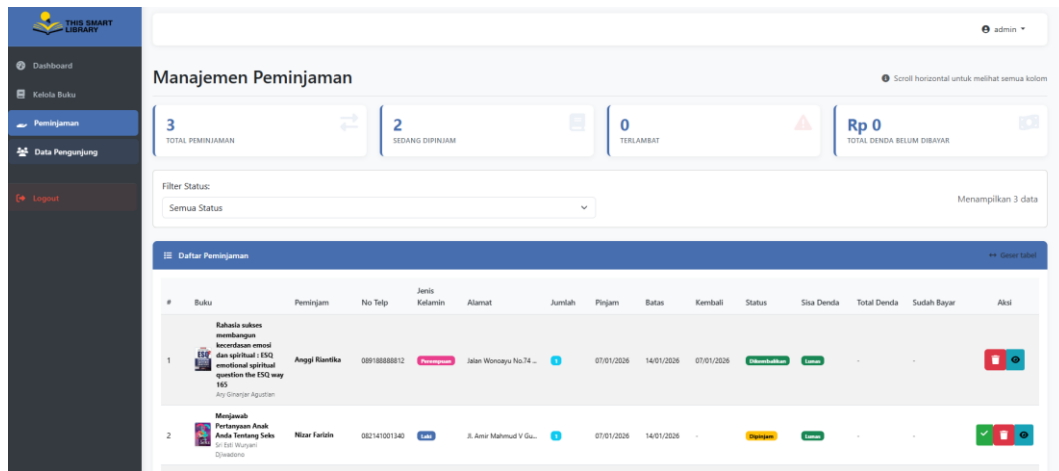 THIS SMART
LIBRARY
admin
Dashboard
Kelola Buku
Peminjaman
Data Pengunjung
Logout
Manajemen Peminjaman
Scroll horizontal untuk melihat semua kolom
3
TOTAL PEMINJAMAN
2
SEDANG DIPINJAM
0
TERLAMBAT
Rp 0
TOTAL DENDA BELUM DIBAYAR
Filter Status:
Semua Status
Menampilkan 3 data
Daftar Peminjaman
Geser tabel
# Buku Peminjam No Telp Jenis Kelamin Alamat Jumlah Pinjam Batas Kembali Status Sisa Denda Total Denda Sudah Bayar Aksi
1
Rahasia sukses
membangun
kecerdasan emosi
dan spiritual : ESQ
emotional spiritual
question the ESQ way
165
Ary Ginanjar Agustian
Anggi Riantika 089188888812 Perempuan Jalan Wonoayu No.74 ... 1 07/01/2026 14/01/2026 07/01/2026 Dikembalikan Lunas - -
2
Menjawab
Pertanyaan Anak
Anda Tentang Seks
Sri Esti Wuryani
Djiwadono
Nizar Farizin 082141001340 Laki Jl. Amir Mahmud V Gu... 1 07/01/2026 14/01/2026 - Dipinjam Lunas - -